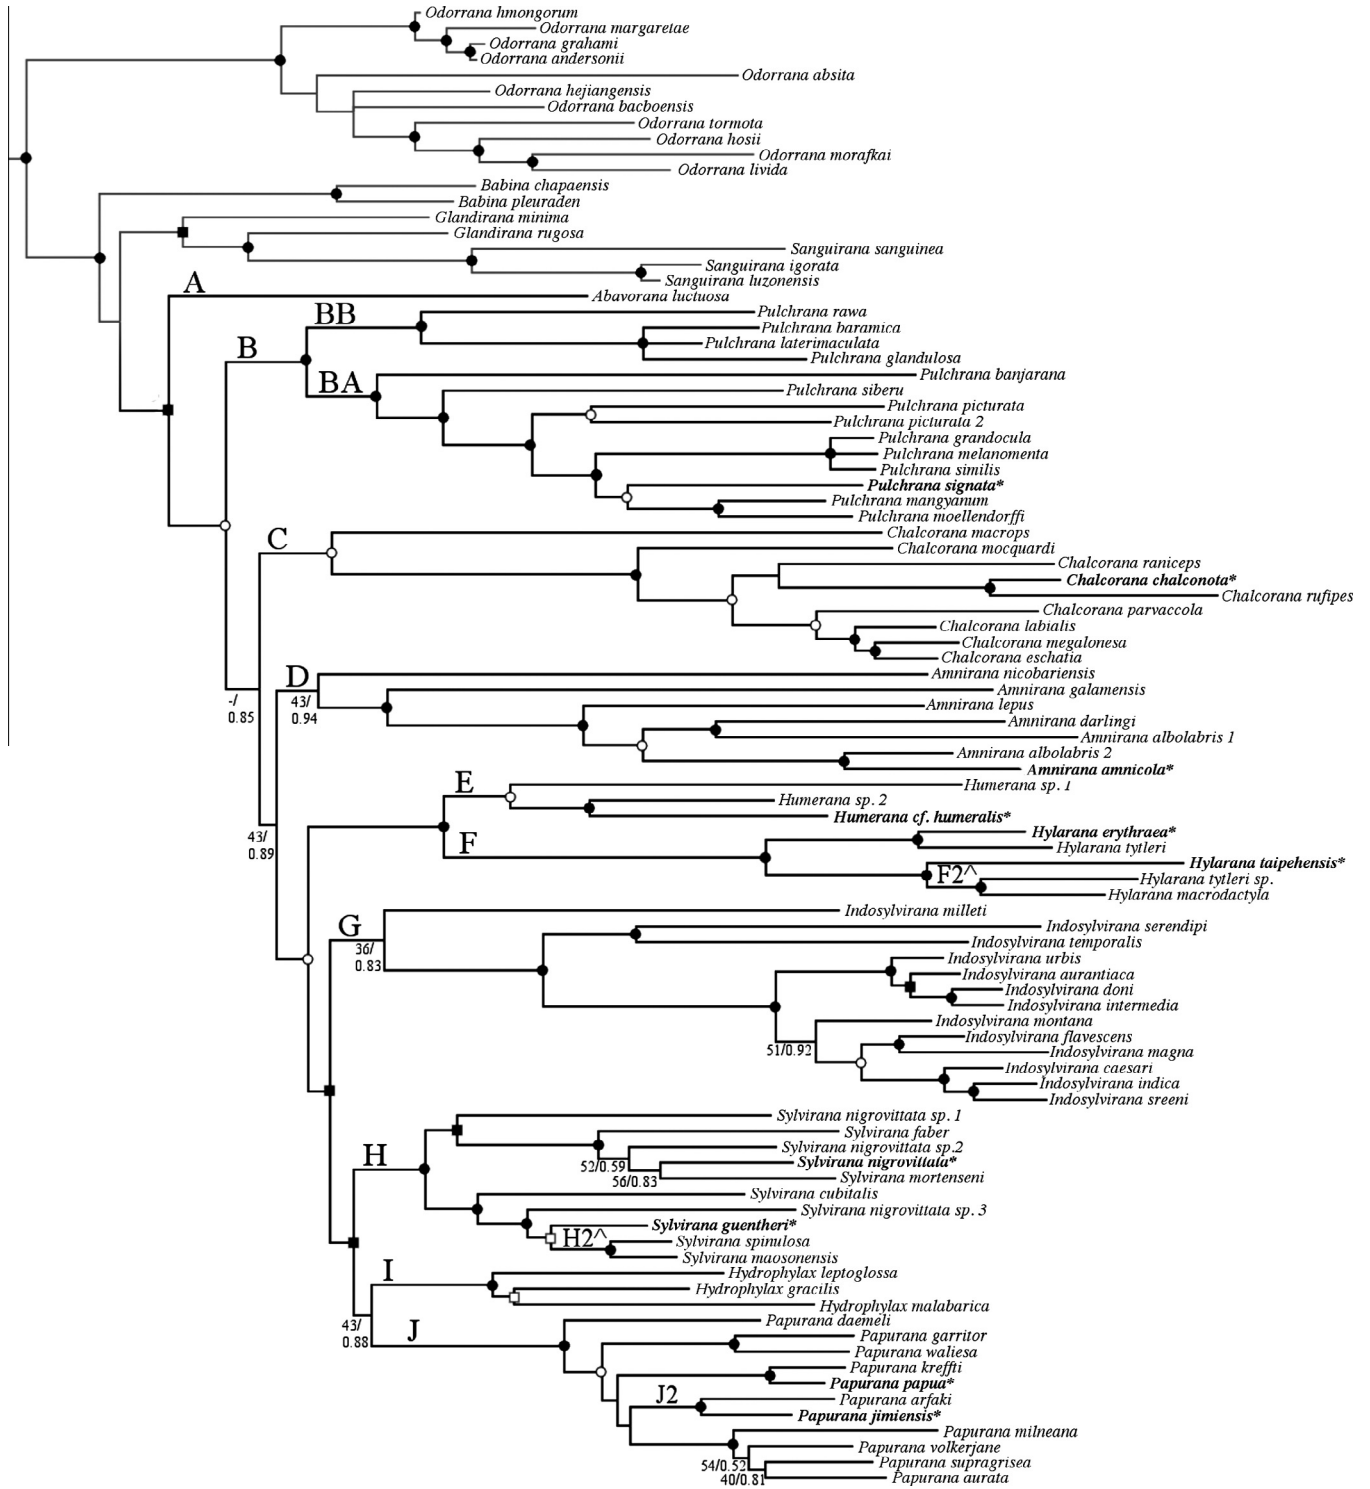 Odorrana hmongorum
Odorrana margaretae
Odorrana grahami
Odorrana andersonii
Odorrana absita
Odorrana hejiangensis
Odorrana bacboensis
Odorrana tormota
Odorrana hosii
Odorrana morafkai
Odorrana livida
Babina chapaensis
Babina pleuraden
Glandirana minima
Glandirana rugosa
Sanguirana sanguinea
Sanguirana igorata
Sanguirana luzonensis
A
Abavorana luctuosa
BB
Pulchrana rawa
Pulchrana baramica
Pulchrana laterimaculata
B
Pulchrana glandulosa
BA
Pulchrana banjarana
Pulchrana siberu
Pulchrana picturata
Pulchrana picturata 2
Pulchrana grandocula
Pulchrana melanomenta
Pulchrana similis
Pulchrana signata*
Pulchrana mangyanum
Pulchrana moellendorffi
C
Chalcorana macrops
Chalcorana mocquardi
Chalcorana raniceps
Chalcorana chalconota*
Chalcorana rufipes
Chalcorana parvaccola
Chalcorana labialis
Chalcorana megalonesa
Chalcorana eschatia
D
Amnirana nicobariensis
-/
0.85
43/
0.94
Amnirana galamensis
Amnirana lepus
Amnirana darlingi
Amnirana albolabris 1
Amnirana albolabris 2
Amnirana amnicola*
E
Humerana sp. 1
Humerana sp. 2
Humerana cf. humeralis*
43/
0.89
F
Hylarana erythraea*
Hylarana tytleri
Hylarana taipehensis*
F2^
Hylarana tytleri sp.
Hylarana macrodactyla
G
Indosylvirana milleti
36/
0.83
Indosylvirana serendipi
Indosylvirana temporalis
Indosylvirana urbis
Indosylvirana aurantiaca
Indosylvirana doni
Indosylvirana intermedia
Indosylvirana montana
51/0.92
Indosylvirana flavescens
Indosylvirana magna
Indosylvirana caesari
Indosylvirana indica
Indosylvirana sreeni
H
Sylvirana nigrovittata sp. 1
Sylvirana faber
Sylvirana nigrovittata sp.2
52/0.59
Sylvirana nigrovittata*
56/0.83
Sylvirana mortenseni
Sylvirana cubitalis
Sylvirana nigrovittata sp. 3
Sylvirana guentheri*
H2^
Sylvirana spinulosa
Sylvirana maosonensis
I
Hydrophylax leptoglossa
Hydrophylax gracilis
Hydrophylax malabarica
43/
0.88
J
Papurana daemeli
Papurana garritor
Papurana waliesa
Papurana kreffti
Papurana papua*
J2
Papurana arfaki
Papurana jimiensis*
Papurana milneana
Papurana volkerjane
54/0.52
Papurana supragrisea
40/0.81
Papurana aurata